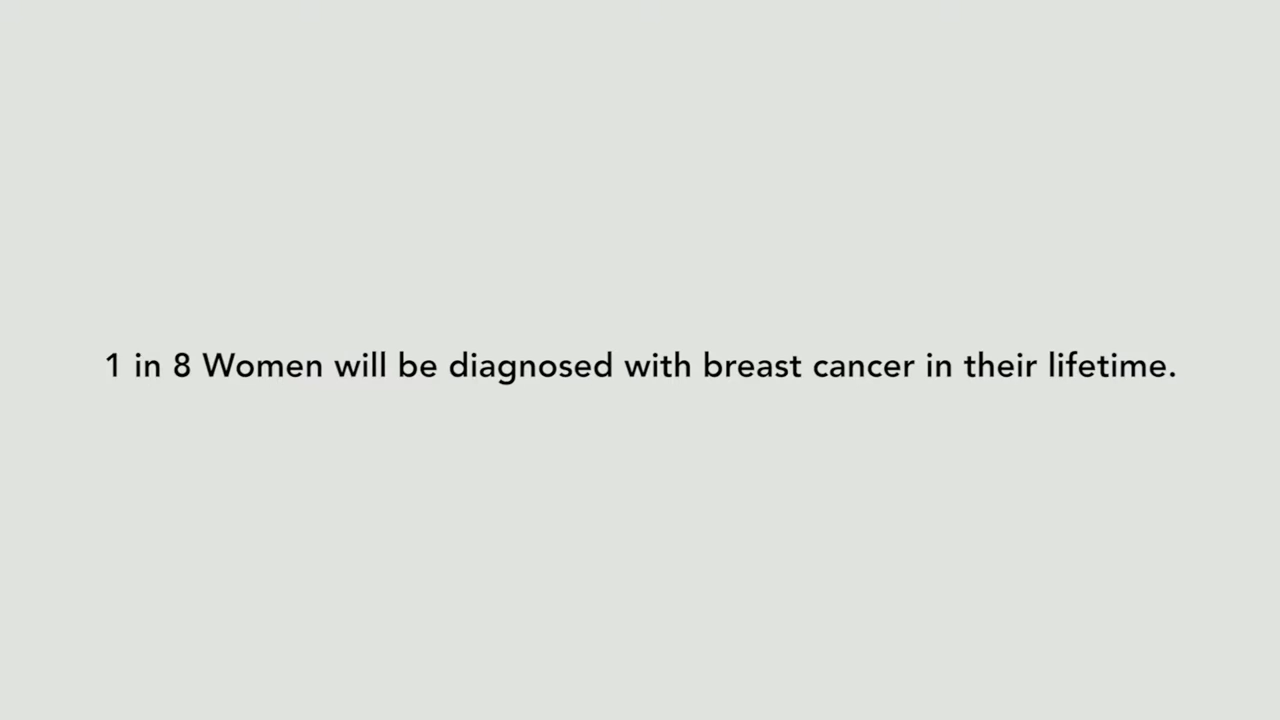 1 in 8 Women will be diagnosed with breast cancer in their lifetime.